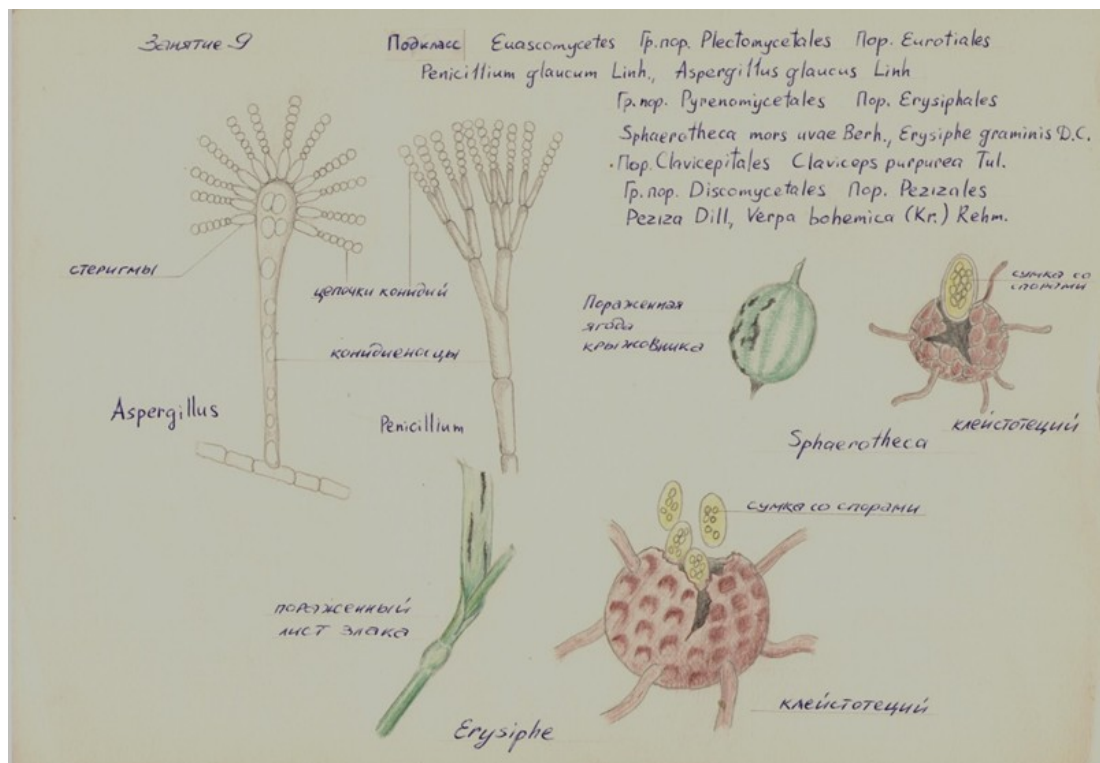 Занятие 9
Подкласс Euascomycetes Гр.пор. Plectomycetales Пор. Eurotiales
Penicillium glaucum Linh., Aspergillus glaucus Linh
Гр.пор. Pyrenomycetales Пор. Erysiphales
Sphaerotheca mors uvae Berh., Erysiphe graminis D.C.
Пор. Clavicepitales Claviceps purpurea Tul.
Гр.пор. Discomycetales Пор. Pezizales
Peziza Dill, Verpa bohemica (Kr.) Rehm.
стеригмы
цепочки конидий
конидиеносцы
Aspergillus
Penicillium
Пораженная
ягода
крыжовника
сумка со
спорами
клейстотеций
Sphaerotheca
сумка со спорами
пораженный
лист злака
клейстотеций
Erysiphe